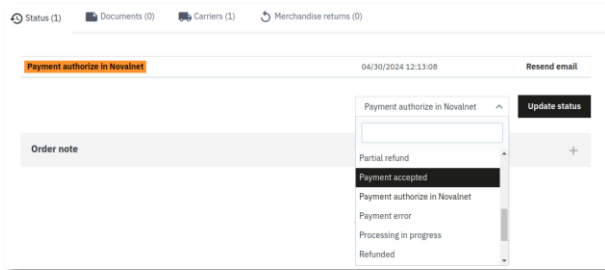 Status (1) Documents (0) Carriers (1) Merchandise returns (0)
Payment authorize in Novalnet 04/30/2024 12:13:08 Resend email
Payment authorize in Novalnet Update status
Order note
Partial refund
Payment accepted
Payment authorize in Novalnet
Payment error
Processing in progress
Refunded